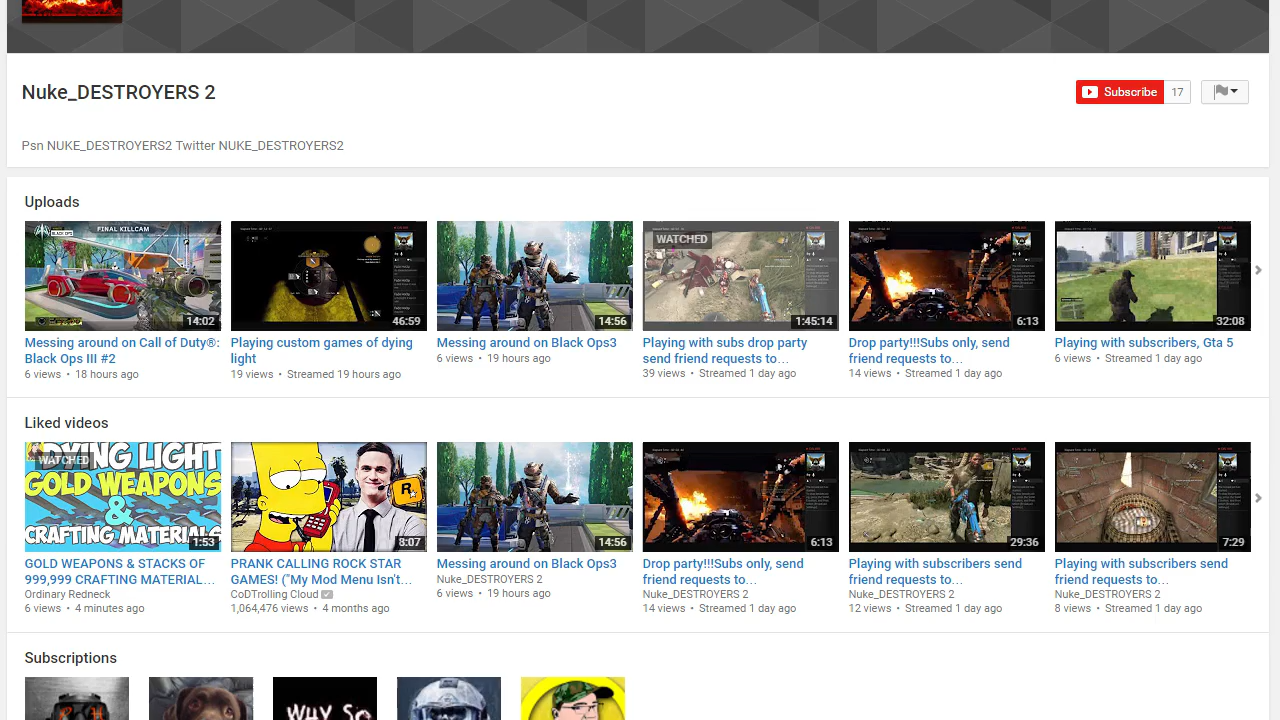 Nuke_DESTROYERS 2
Subscribe 17
Psn NUKE_DESTROYERS2 Twitter NUKE_DESTROYERS2
Uploads
FINAL KILLCAM
BLACK OPS
WATCHED
14:02 46:59 14:56 1:45:14 6:13 32:08
Messing around on Call of Duty®: Playing custom games of dying Messing around on Black Ops3 Playing with subs drop party Drop party!!!Subs only, send Playing with subscribers, Gta 5
Black Ops III #2 light 6 views • 19 hours ago send friend requests to… friend requests to… 6 views • Streamed 1 day ago
6 views • 18 hours ago 19 views • Streamed 19 hours ago 39 views • Streamed 1 day ago 14 views • Streamed 1 day ago
Liked videos
WATCHED
DYING LIGHT
GOLD WEAPONS
&
CRAFTING MATERIALS
R
1:53 8:07 14:56 6:13 29:36 7:29
GOLD WEAPONS & STACKS OF PRANK CALLING ROCK STAR Messing around on Black Ops3 Drop party!!!Subs only, send Playing with subscribers send Playing with subscribers send
999,999 CRAFTING MATERIAL… GAMES! ("My Mod Menu Isn't… Nuke_DESTROYERS 2 friend requests to… friend requests to… friend requests to…
Ordinary Redneck CoDTrolling Cloud 6 views • 19 hours ago Nuke_DESTROYERS 2 Nuke_DESTROYERS 2 Nuke_DESTROYERS 2
6 views • 4 minutes ago 1,064,476 views • 4 months ago 14 views • Streamed 1 day ago 12 views • Streamed 1 day ago 8 views • Streamed 1 day ago
Subscriptions
WHY SO